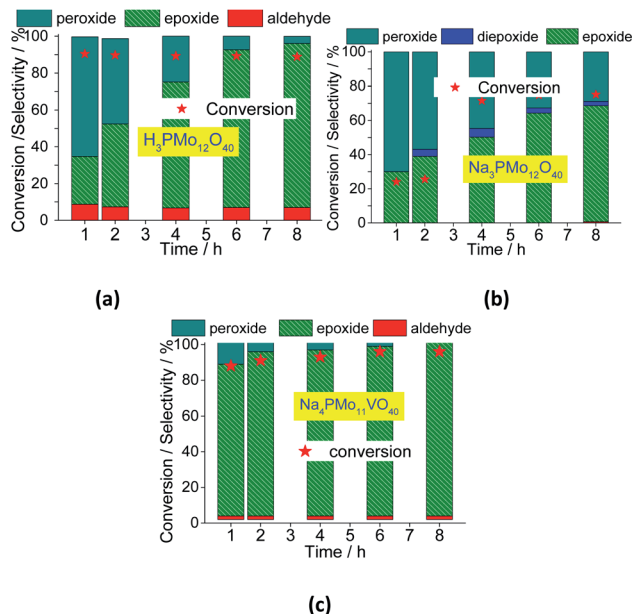 peroxide epoxide aldehyde
Conversion /Selectivity / %
100
80
60
40
20
0
Conversion
H₃PMo₁₂O₄₀
1 2 3 4 5 6 7 8
Time / h
(a)
peroxide diepoxide epoxide
Conversion / Selectivity / %
100
80
60
40
20
0
Conversion
Na₃PMo₁₂O₄₀
1 2 3 4 5 6 7 8
Time / h
(b)
peroxide epoxide aldehyde
Conversion / Selectivity / %
100
80
60
40
20
0
Na₄PMo₁₁VO₄₀
conversion
1 2 3 4 5 6 7 8
Time / h
(c)